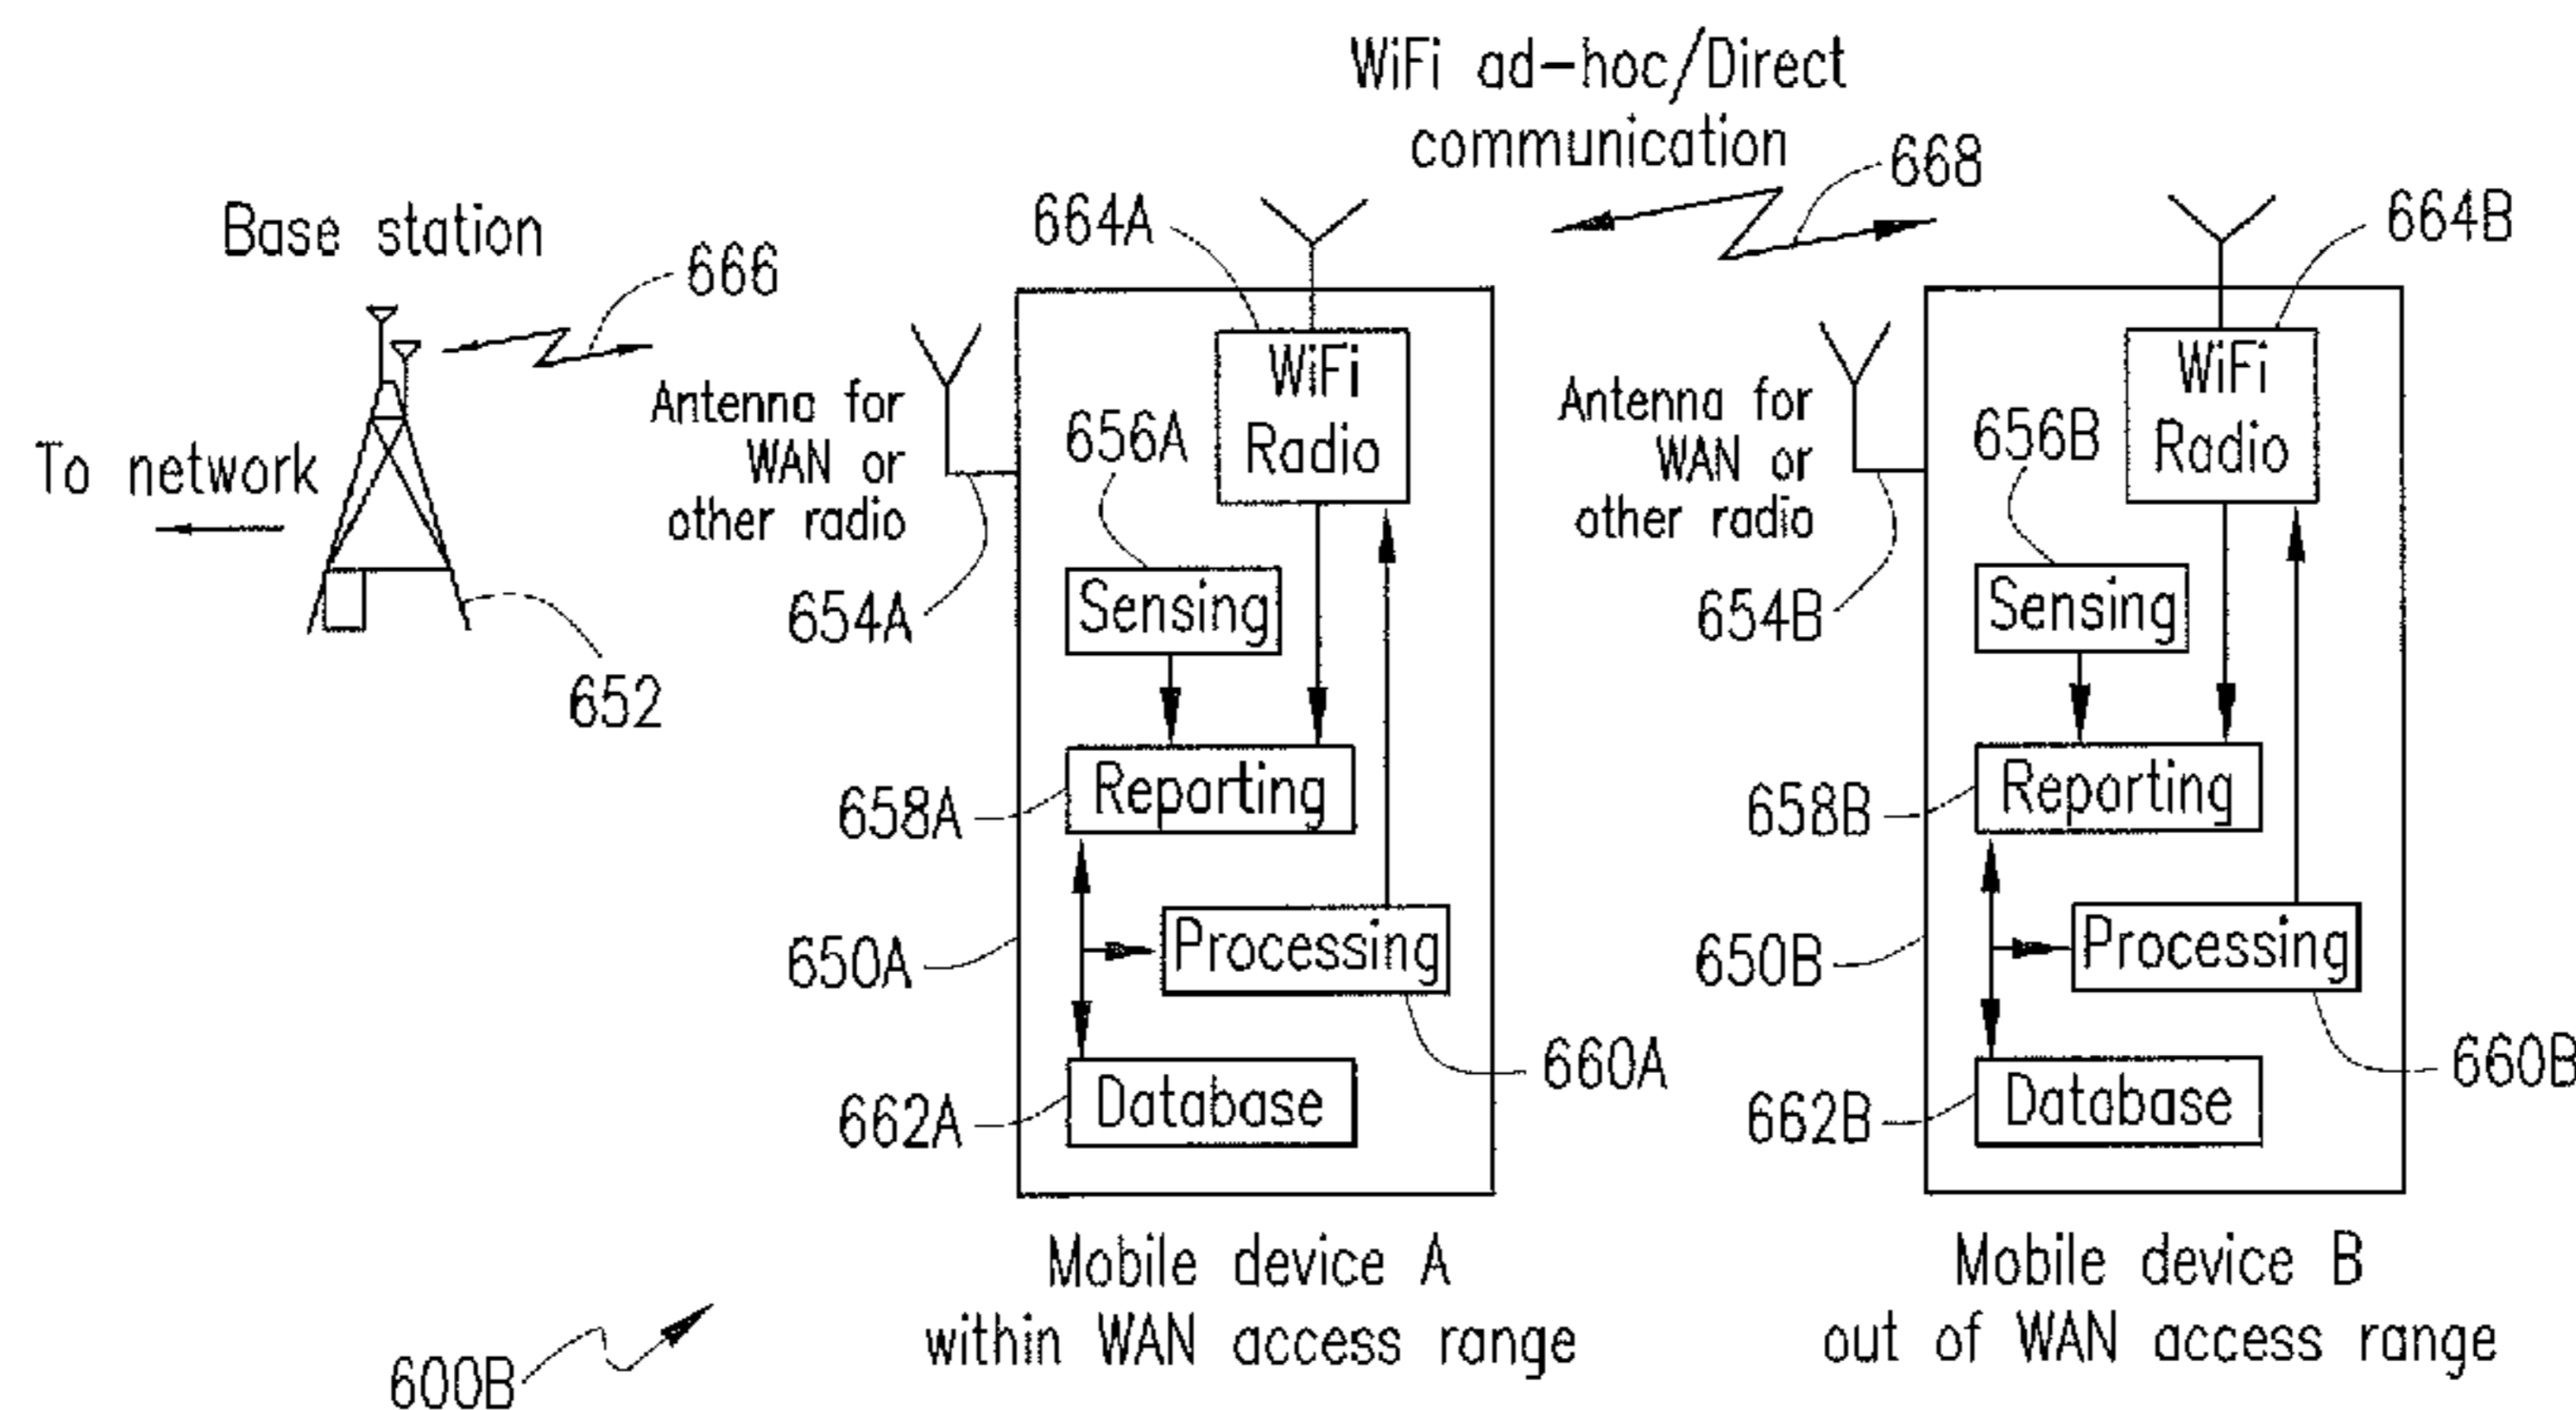 WiFi ad-hoc/Direct
communication
668
Base station
666
To network
652
664A
WiFi
Radio
Antenna for
WAN or
other radio
654A
656A
Sensing
658A
Reporting
650A
Processing
660A
662A
Database
Mobile device A
within WAN access range
664B
WiFi
Radio
Antenna for
WAN or
other radio
654B
656B
Sensing
658B
Reporting
650B
Processing
660B
662B
Database
Mobile device B
out of WAN access range
600B